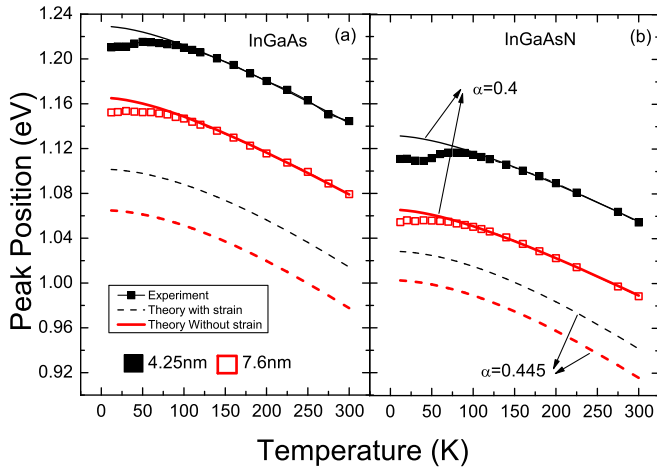 InGaAs
(a)
InGaAsN
(b)
1.24
1.20
1.16
1.12
1.08
1.04
1.00
0.96
0.92
Peak Position (eV)
α=0.4
α=0.445
Experiment
Theory with strain
Theory Without strain
4.25nm
7.6nm
0 50 100 150 200 250 300
0 50 100 150 200 250 300
Temperature (K)